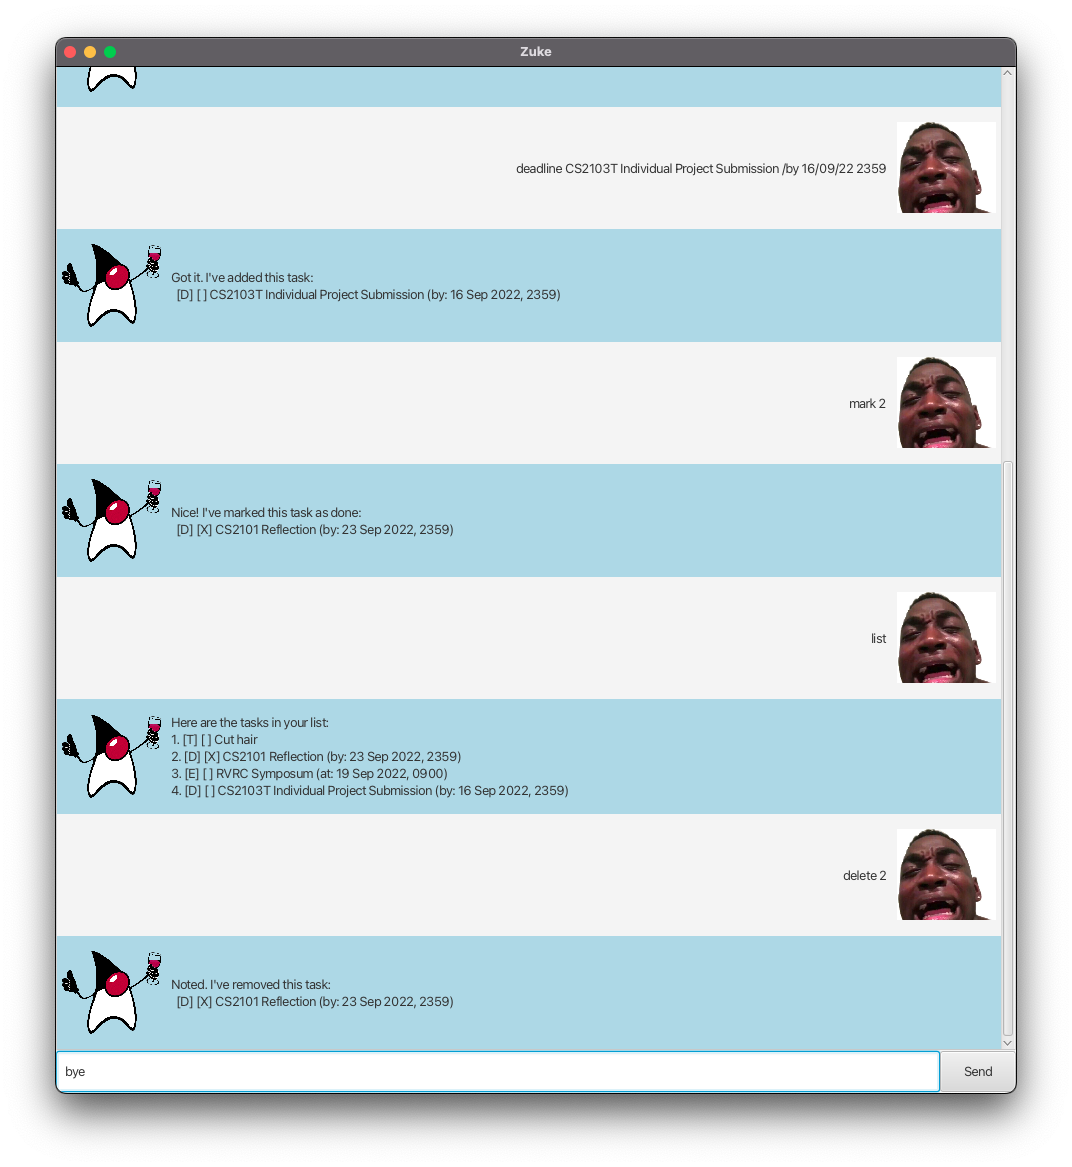 Zuke
deadline CS2103T Individual Project Submission /by 16/09/22 2359
Got it. I've added this task:
[D] [ ] CS2103T Individual Project Submission (by: 16 Sep 2022, 2359)
mark 2
Nice! I've marked this task as done:
[D] [X] CS2101 Reflection (by: 23 Sep 2022, 2359)
list
Here are the tasks in your list:
1. [T] [ ] Cut hair
2. [D] [X] CS2101 Reflection (by: 23 Sep 2022, 2359)
3. [E] [ ] RVRC Symposum (at: 19 Sep 2022, 0900)
4. [D] [ ] CS2103T Individual Project Submission (by: 16 Sep 2022, 2359)
delete 2
Noted. I've removed this task:
[D] [X] CS2101 Reflection (by: 23 Sep 2022, 2359)
bye
Send